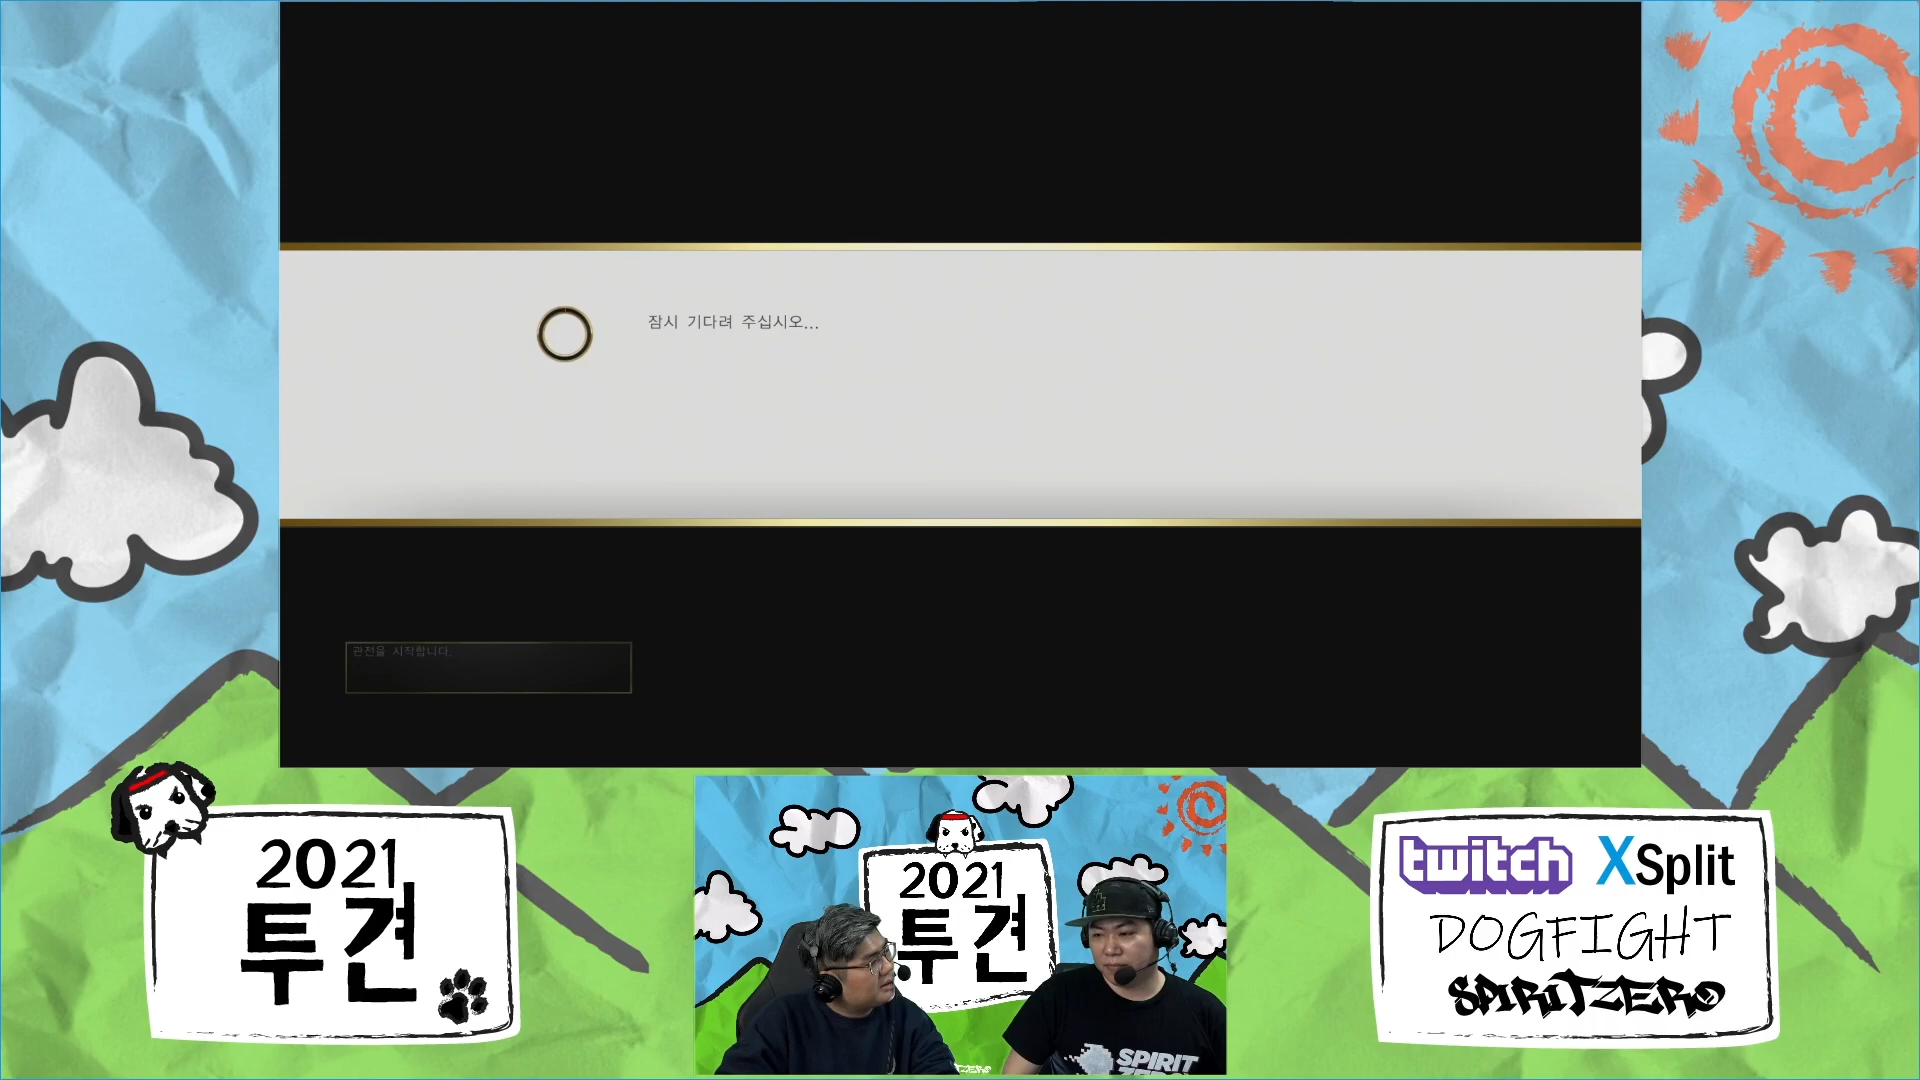 잠시 기다려 주십시오...
관전을 시작합니다.
2021
투견
2021
투견
SPIRIT
twitch XSplit
DOGFIGHT
SPIRITZERO